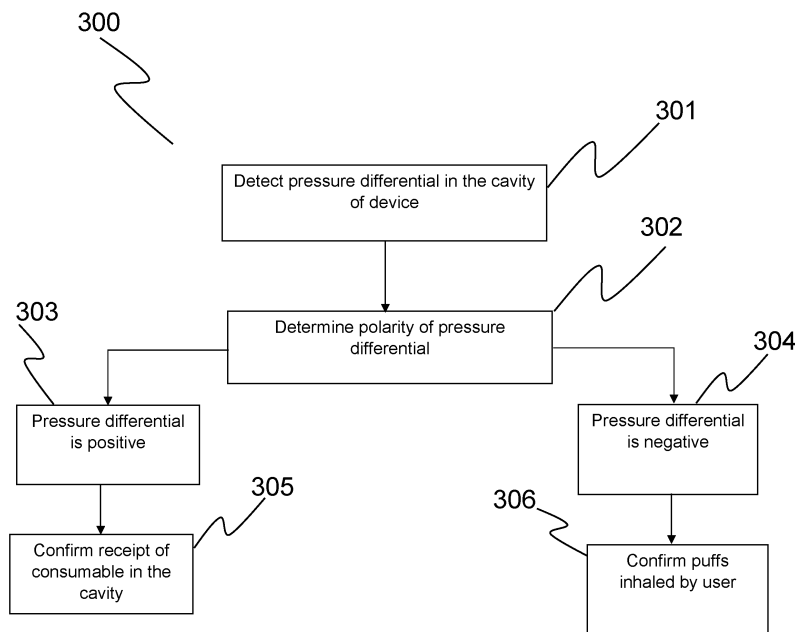 300
301
Detect pressure differential in the cavity
of device
302
Determine polarity of pressure
differential
303
304
Pressure differential
is positive
Pressure differential
is negative
305
306
Confirm receipt of
consumable in the
cavity
Confirm puffs
inhaled by user